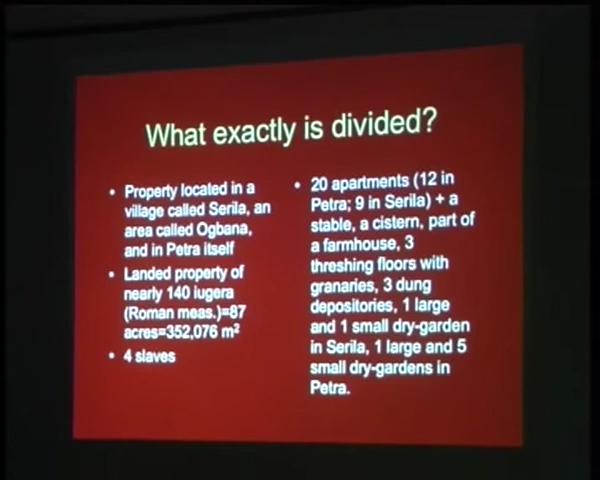 What exactly is divided?
• Property located in a
village called Serila, an
area called Ogbana,
and in Petra itself
• Landed property of
nearly 140 iugera
(Roman meas.)=87
acres=352,076 m²
• 4 slaves
• 20 apartments (12 in
Petra; 9 in Serila) + a
stable, a cistern, part of
a farmhouse, 3
threshing floors with
granaries, 3 dung
depositories, 1 large
and 1 small dry-garden
in Serila, 1 large and 5
small dry-gardens in
Petra.